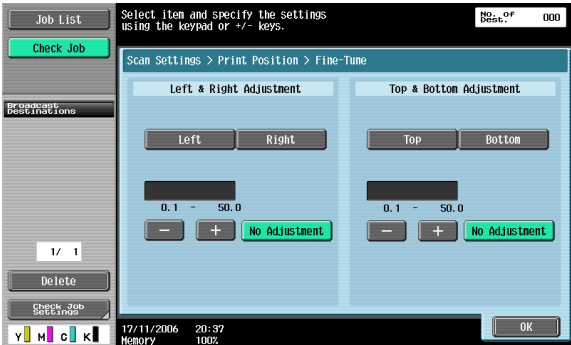 Job List
Check Job
Broadcast
Destinations
1/ 1
Delete
Check Job
Settings
Y M C K
Select item and specify the settings
using the keypad or +/- keys.
No. of
Dest. 000
Scan Settings > Print Position > Fine-Tune
Left & Right Adjustment
Left Right
0.1 - 50.0
− + No Adjustment
Top & Bottom Adjustment
Top Bottom
0.1 - 50.0
− + No Adjustment
17/11/2006 20:37
Memory 100%
OK